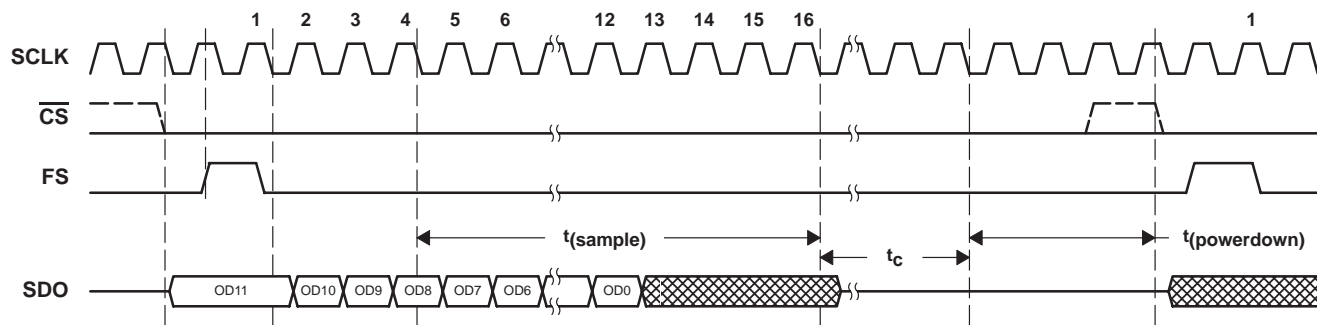 1 2 3 4 5 6 12 13 14 15 16 1
SCLK
CS
FS
t(sample)
t(powerdown)
tc
SDO
OD11 OD10 OD9 OD8 OD7 OD6 OD0